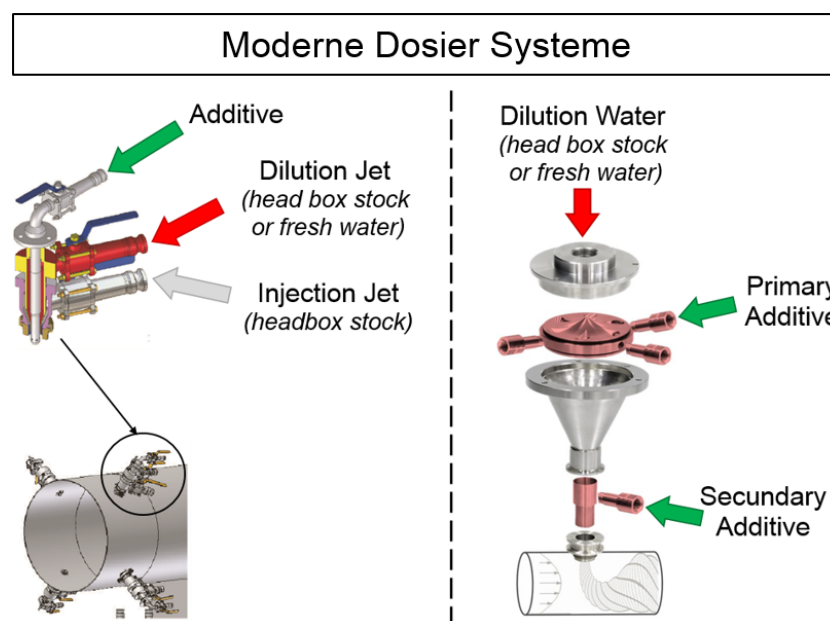 Moderne Dosier Systeme
Additive
Dilution Jet
(head box stock
or fresh water)
Injection Jet
(headbox stock)
Dilution Water
(head box stock
or fresh water)
Primary
Additive
Secundary
Additive